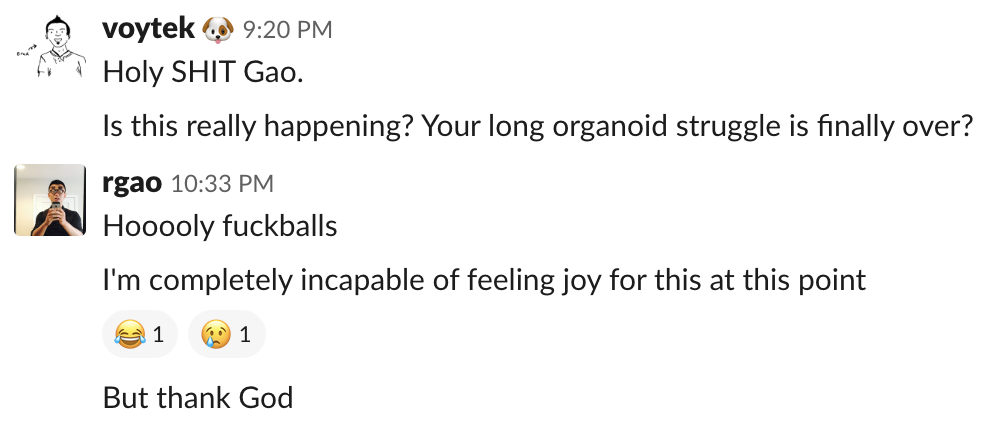 voytek 🐶 9:20 PM
Holy SHIT Gao.
Is this really happening? Your long organoid struggle is finally over?
rgao 10:33 PM
Hooooly fuckballs
I'm completely incapable of feeling joy for this at this point
😂 1 😢 1
But thank God